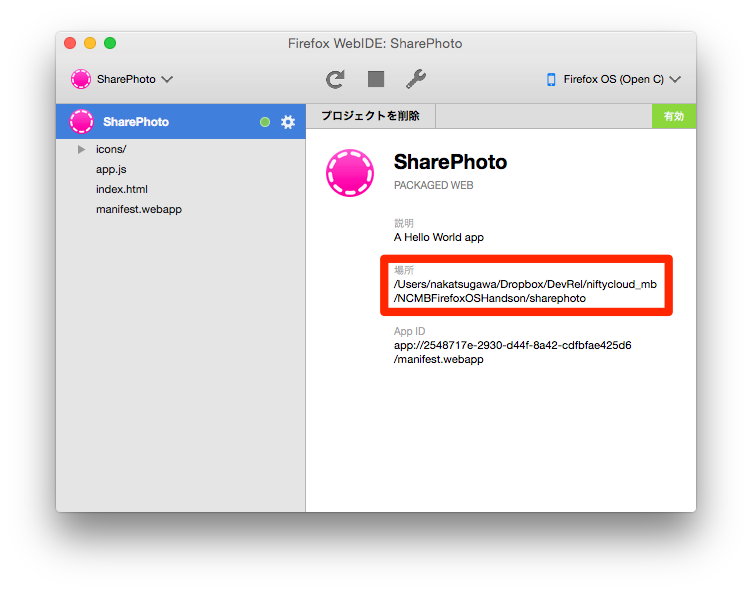 Firefox WebIDE: SharePhoto
SharePhoto
Firefox OS (Open C)
SharePhoto
icons/
app.js
index.html
manifest.webapp
プロジェクトを削除
有効
SharePhoto
PACKAGED WEB
説明
A Hello World app
場所
/Users/nakatsugawa/Dropbox/DevRel/niftycloud_mb
/NCMBFirefoxOSHandson/sharephoto
App ID
app://2548717e-2930-d44f-8a42-cdfbfae425d6
/manifest.webapp